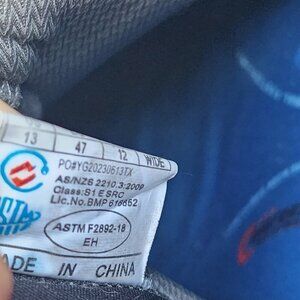 13 47 12 WIDE
PO#YG20230613TX
AS/NZS 2210.3:2009
Class:S1 E SRC
Lic.No.BMP 616652
ASTM F2892-18
EH
ADE IN CHINA